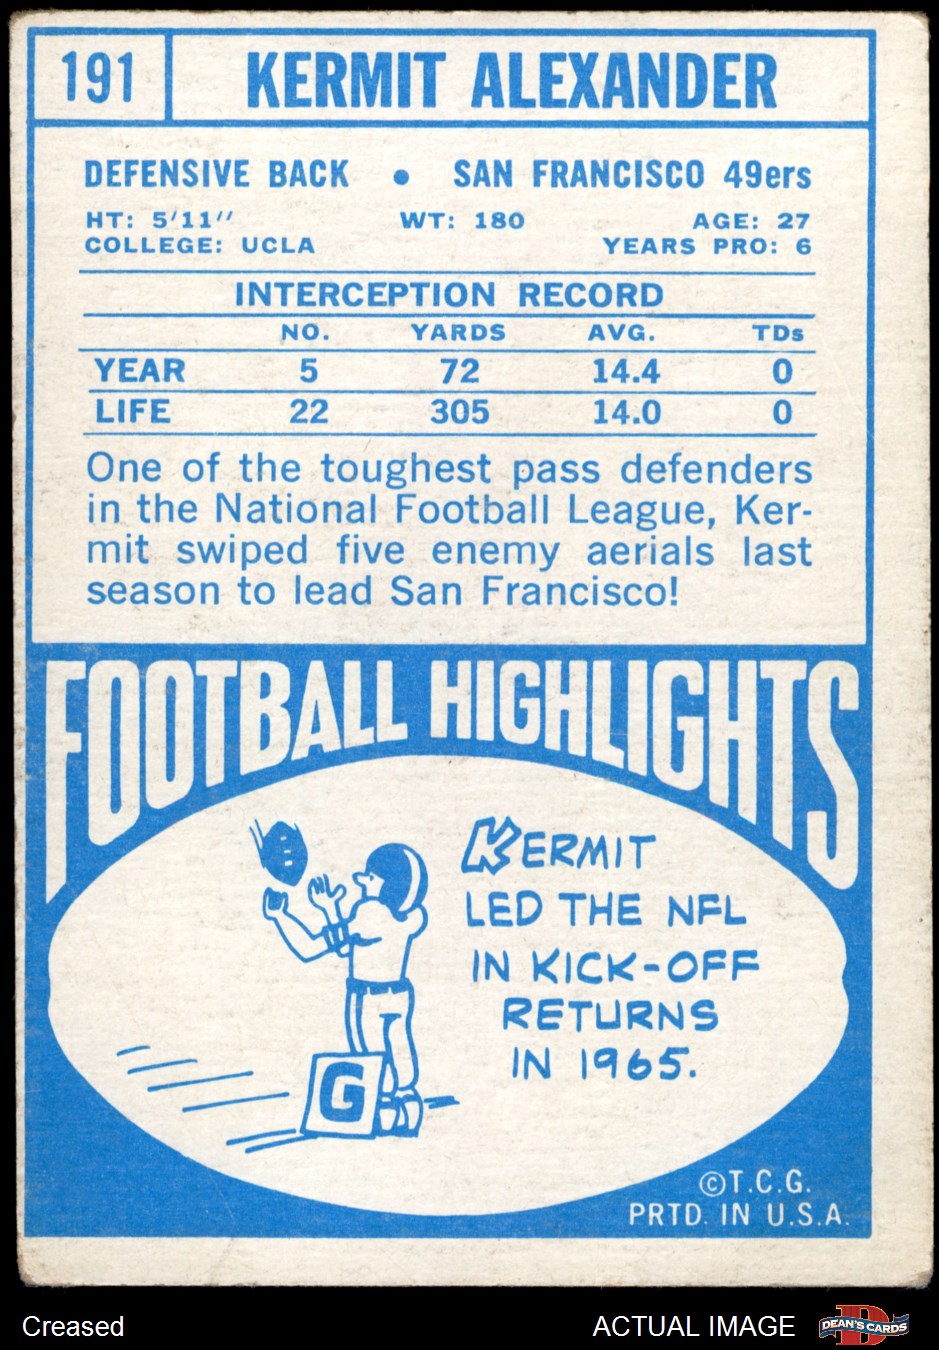 191 KERMIT ALEXANDER
DEFENSIVE BACK • SAN FRANCISCO 49ers
HT: 5'11'' WT: 180 AGE: 27
COLLEGE: UCLA YEARS PRO: 6
INTERCEPTION RECORD
NO. YARDS AVG. TDs
YEAR 5 72 14.4 0
LIFE 22 305 14.0 0
One of the toughest pass defenders
in the National Football League, Ker-
mit swiped five enemy aerials last
season to lead San Francisco!
FOOTBALL HIGHLIGHTS
KERMIT
LED THE NFL
IN KICK-OFF
RETURNS
IN 1965.
G
©T.C.G.
PRTD. IN U.S.A.
Creased ACTUAL IMAGE D DEAN'S CARDS